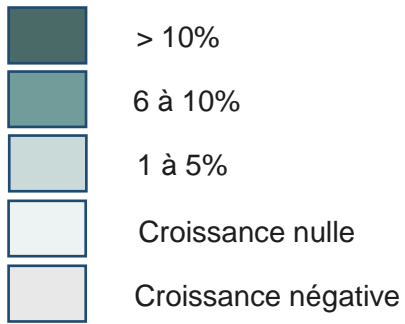 > 10%
6 à 10%
1 à 5%
Croissance nulle
Croissance négative